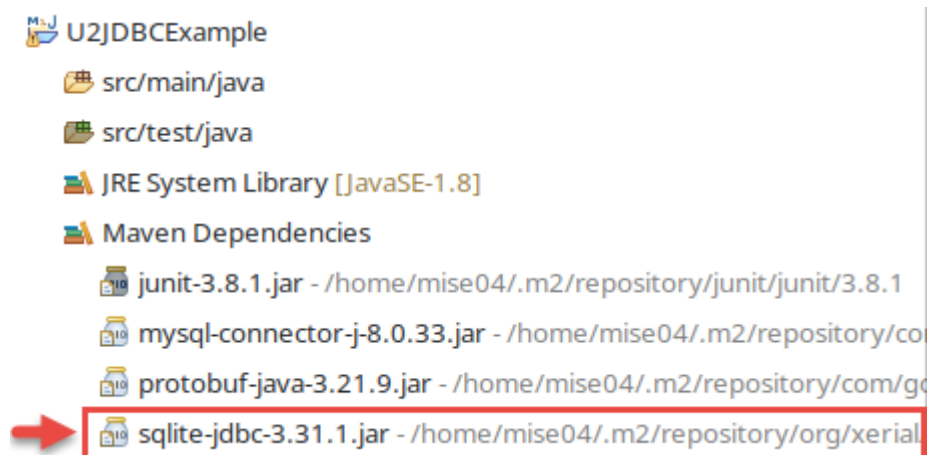 U2JDBCExample
src/main/java
src/test/java
JRE System Library [JavaSE-1.8]
Maven Dependencies
junit-3.8.1.jar - /home/mise04/.m2/repository/junit/junit/3.8.1
mysql-connector-j-8.0.33.jar - /home/mise04/.m2/repository/co
protobuf-java-3.21.9.jar - /home/mise04/.m2/repository/com/go
sqlite-jdbc-3.31.1.jar - /home/mise04/.m2/repository/org/xerial